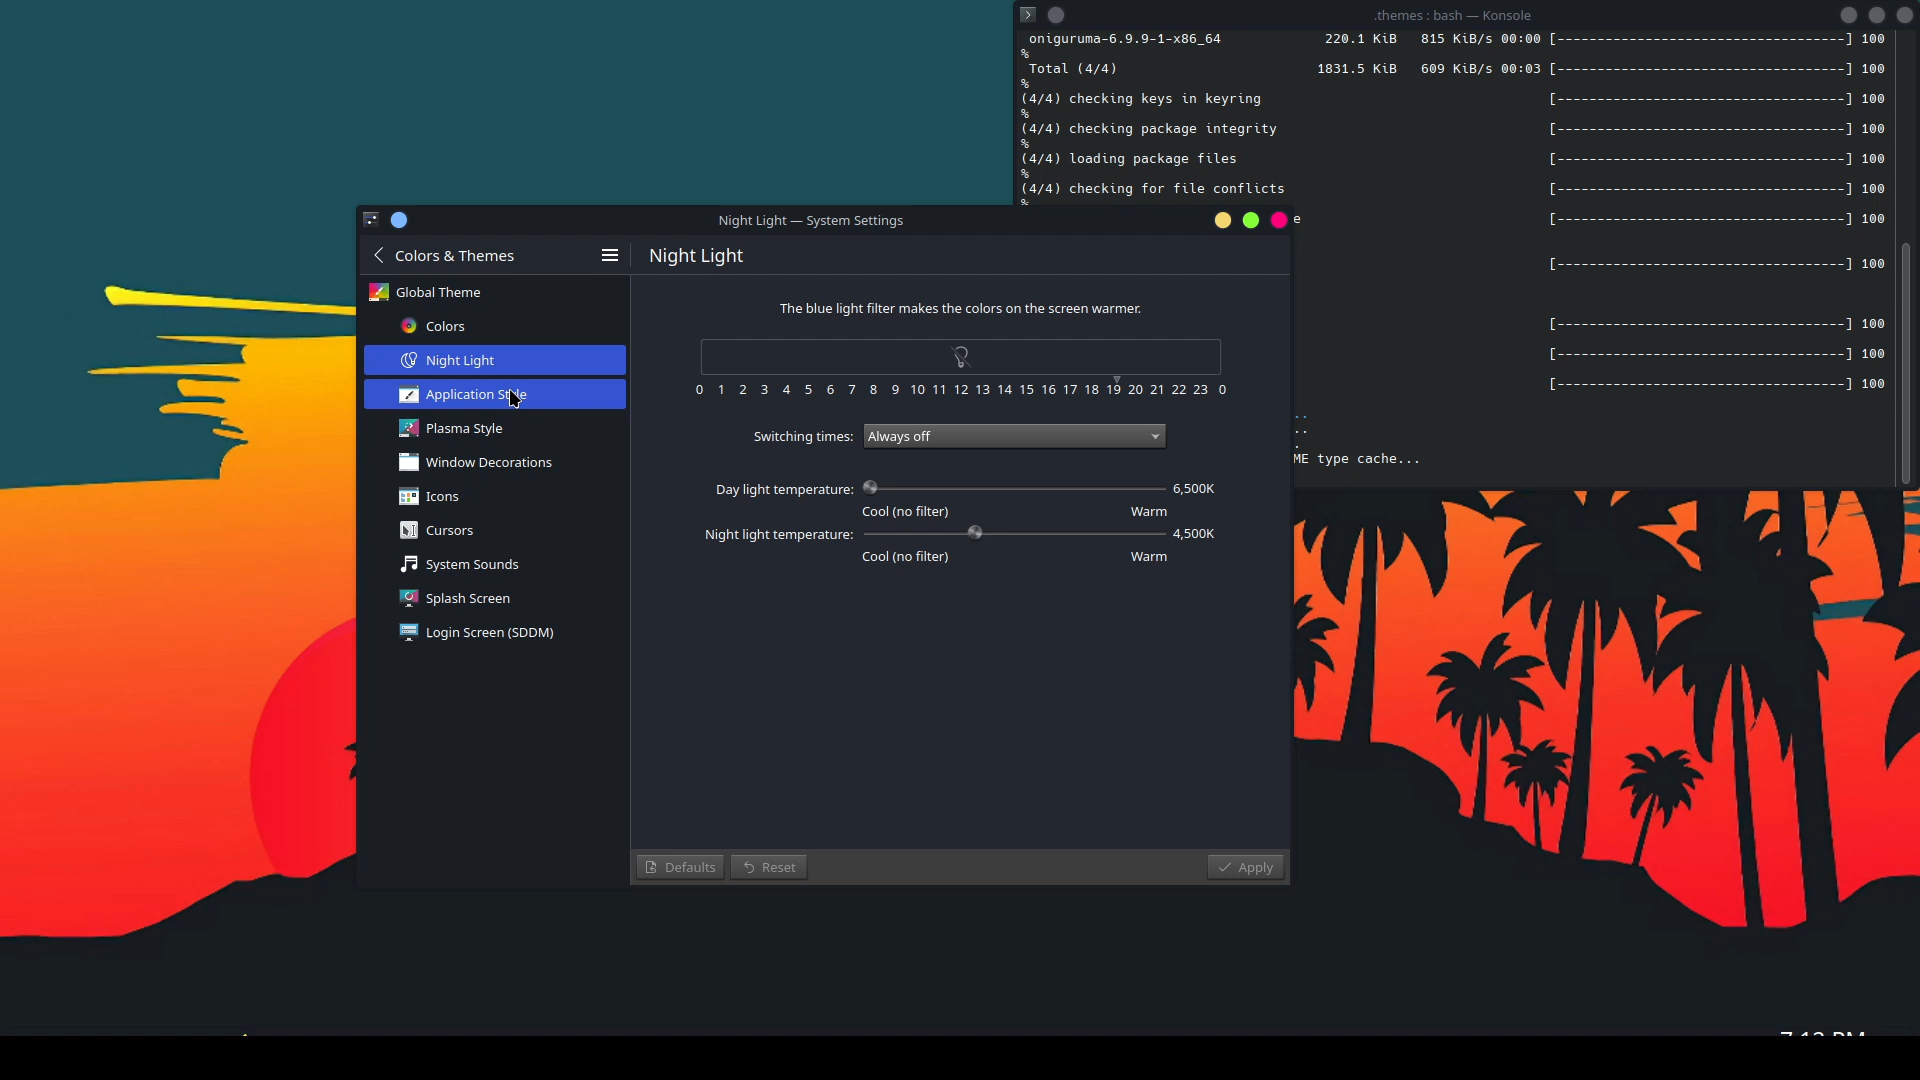 .themes : bash — Konsole
oniguruma-6.9.9-1-x86_64 220.1 KiB 815 KiB/s 00:00 [------------------------------------] 100
%
Total (4/4) 1831.5 KiB 609 KiB/s 00:03 [------------------------------------] 100
%
(4/4) checking keys in keyring [------------------------------------] 100
%
(4/4) checking package integrity [------------------------------------] 100
%
(4/4) loading package files [------------------------------------] 100
%
(4/4) checking for file conflicts [------------------------------------] 100
%
e [------------------------------------] 100
[------------------------------------] 100
[------------------------------------] 100
[------------------------------------] 100
[------------------------------------] 100
..
..
.
ME type cache...
Night Light — System Settings
Colors & Themes
Global Theme
Colors
Night Light
Application Style
Plasma Style
Window Decorations
Icons
Cursors
System Sounds
Splash Screen
Login Screen (SDDM)
Night Light
The blue light filter makes the colors on the screen warmer.
0 1 2 3 4 5 6 7 8 9 10 11 12 13 14 15 16 17 18 19 20 21 22 23 0
Switching times: Always off
Day light temperature: 6,500K
Cool (no filter) Warm
Night light temperature: 4,500K
Cool (no filter) Warm
Defaults Reset Apply